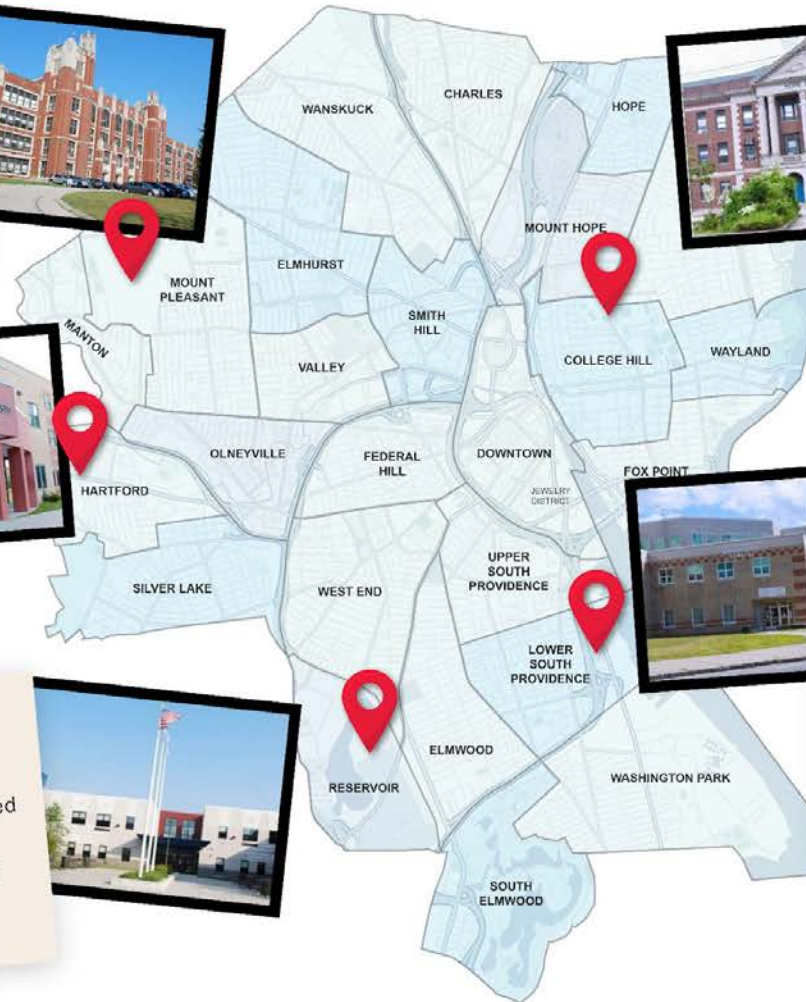 CHARLES
WANSKUCK
HOPE
MOUNT HOPE
ELMHURST
MOUNT
PLEASANT
SMITH
HILL
MANTON
COLLEGE HILL
WAYLAND
VALLEY
OLNEYVILLE
FEDERAL
HILL
DOWNTOWN
FOX POINT
HARTFORD
JEWELRY
DISTRICT
UPPER
SOUTH
PROVIDENCE
SILVER LAKE
WEST END
LOWER
SOUTH
PROVIDENCE
ELMWOOD
WASHINGTON PARK
RESERVOIR
ed
SOUTH
ELMWOOD